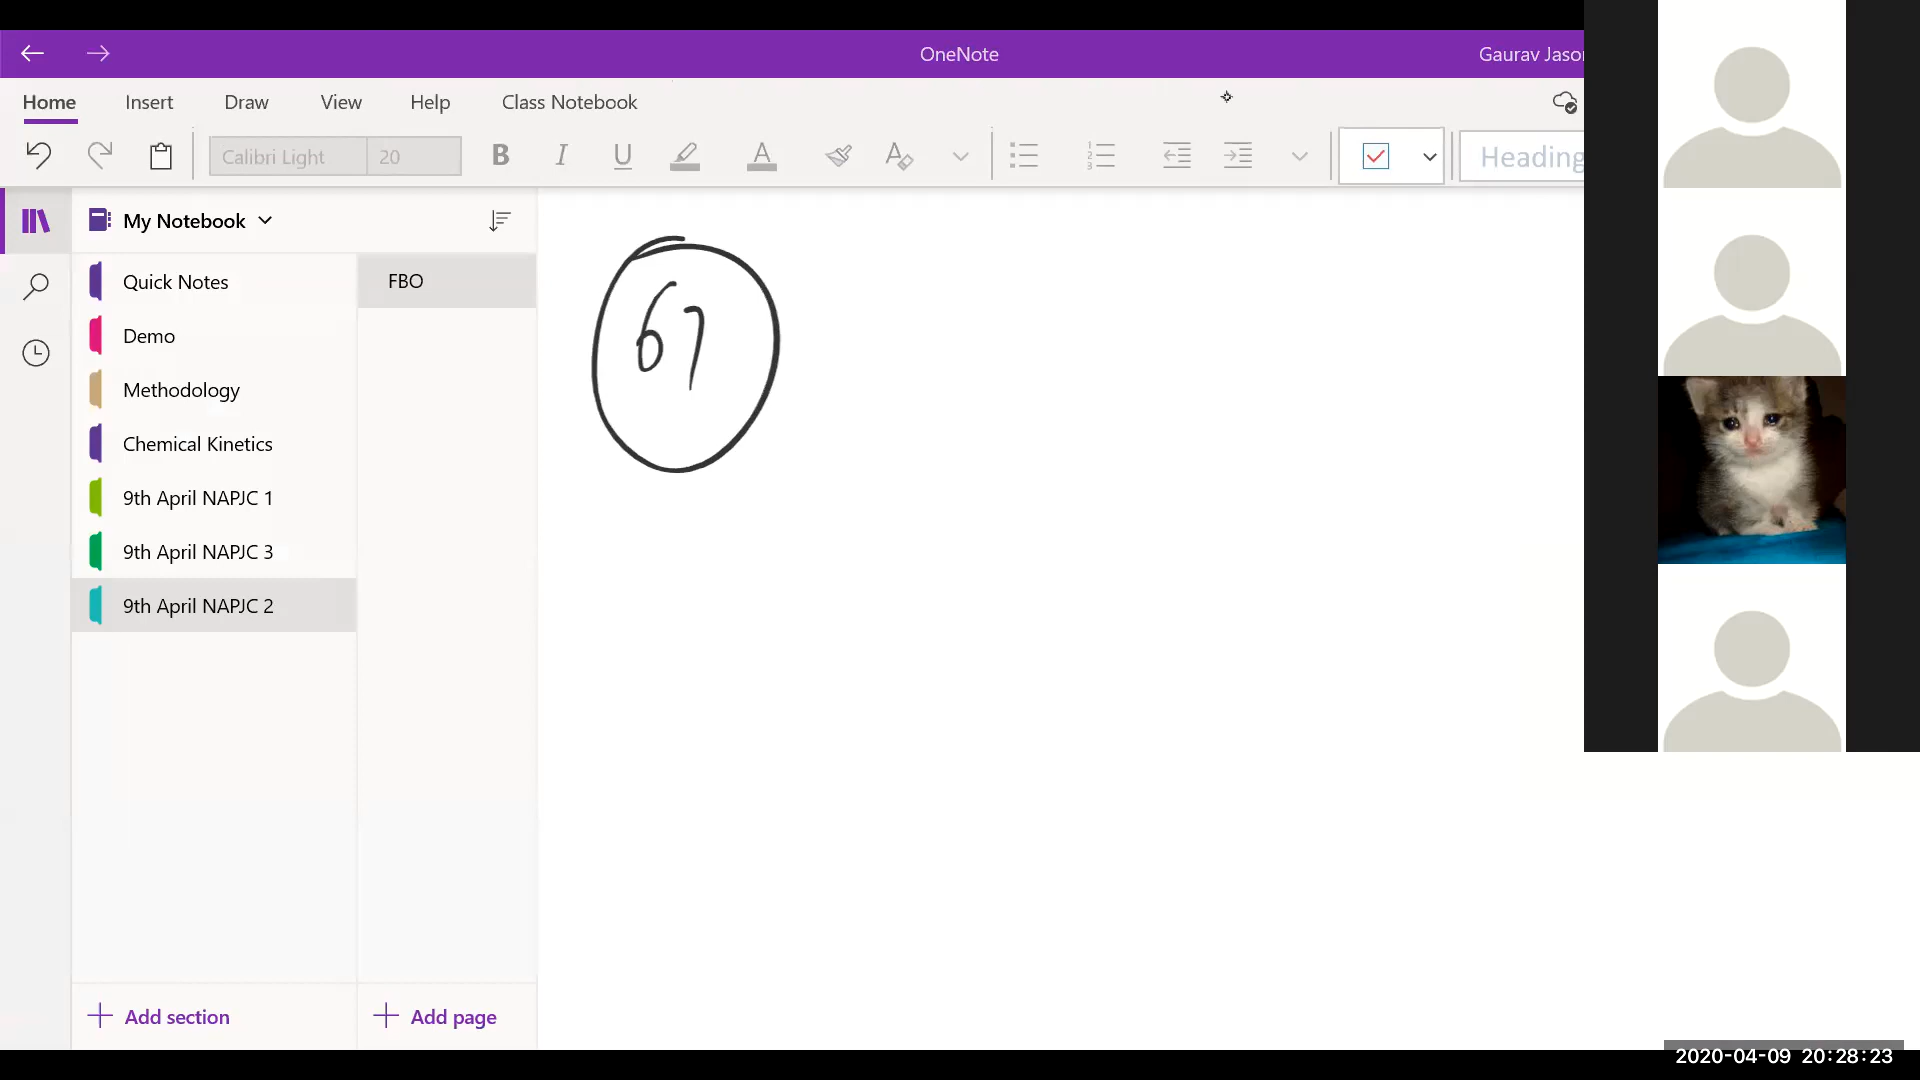 OneNote
Gaurav Jaso
Home Insert Draw View Help Class Notebook
Calibri Light 20 B I U A A Heading
My Notebook
Quick Notes
Demo
Methodology
Chemical Kinetics
9th April NAPJC 1
9th April NAPJC 3
9th April NAPJC 2
FBO
67
Add section
Add page
2020-04-09 20:28:23